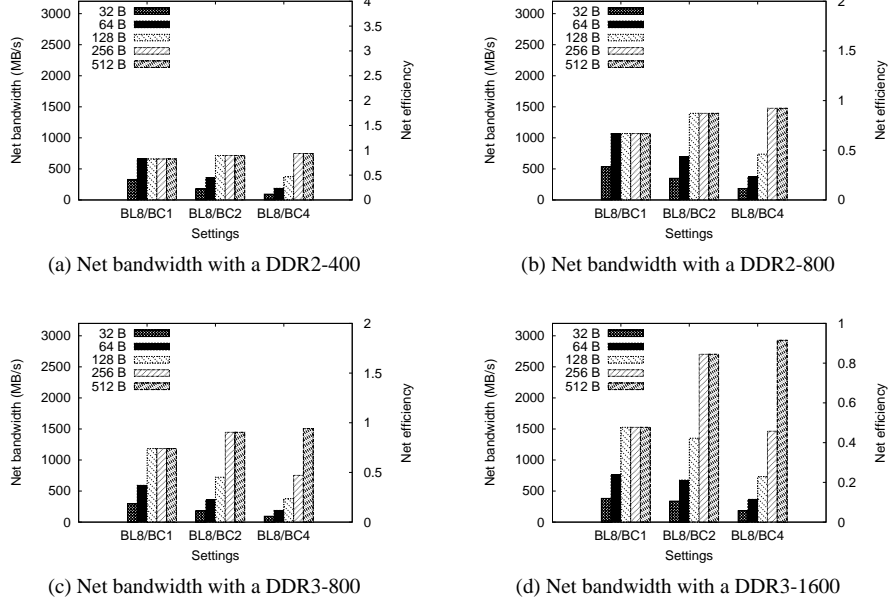 32 B
64 B
128 B
256 B
512 B
Net bandwidth (MB/s)
3000
2500
2000
1500
1000
500
0
4
3.5
3
2.5
2
1.5
1
0.5
0
Net efficiency
BL8/BC1 BL8/BC2 BL8/BC4
Settings
(a) Net bandwidth with a DDR2-400
32 B
64 B
128 B
256 B
512 B
Net bandwidth (MB/s)
3000
2500
2000
1500
1000
500
0
2
1.5
1
0.5
0
Net efficiency
BL8/BC1 BL8/BC2 BL8/BC4
Settings
(b) Net bandwidth with a DDR2-800
32 B
64 B
128 B
256 B
512 B
Net bandwidth (MB/s)
3000
2500
2000
1500
1000
500
0
2
1.5
1
0.5
0
Net efficiency
BL8/BC1 BL8/BC2 BL8/BC4
Settings
(c) Net bandwidth with a DDR3-800
32 B
64 B
128 B
256 B
512 B
Net bandwidth (MB/s)
3000
2500
2000
1500
1000
500
0
1
0.8
0.6
0.4
0.2
0
Net efficiency
BL8/BC1 BL8/BC2 BL8/BC4
Settings
(d) Net bandwidth with a DDR3-1600